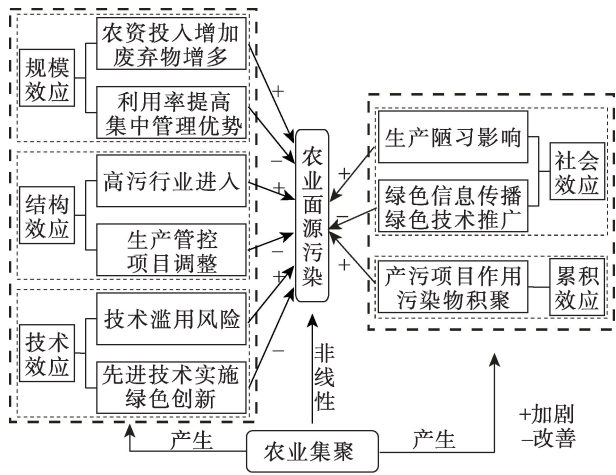 规模
效应
农资投入增加
废弃物增多
+
利用率提高
集中管理优势
−
结构
效应
高污行业进入
+
生产管控
项目调整
−
技术
效应
技术滥用风险
+
先进技术实施
绿色创新
−
农
业
面
源
污
染
生产陋习影响
+
绿色信息传播
绿色技术推广
−
社会
效应
产污项目作用
污染物积聚
+
累积
效应
非
线
性
产生
农业集聚
产生
+加剧
−改善